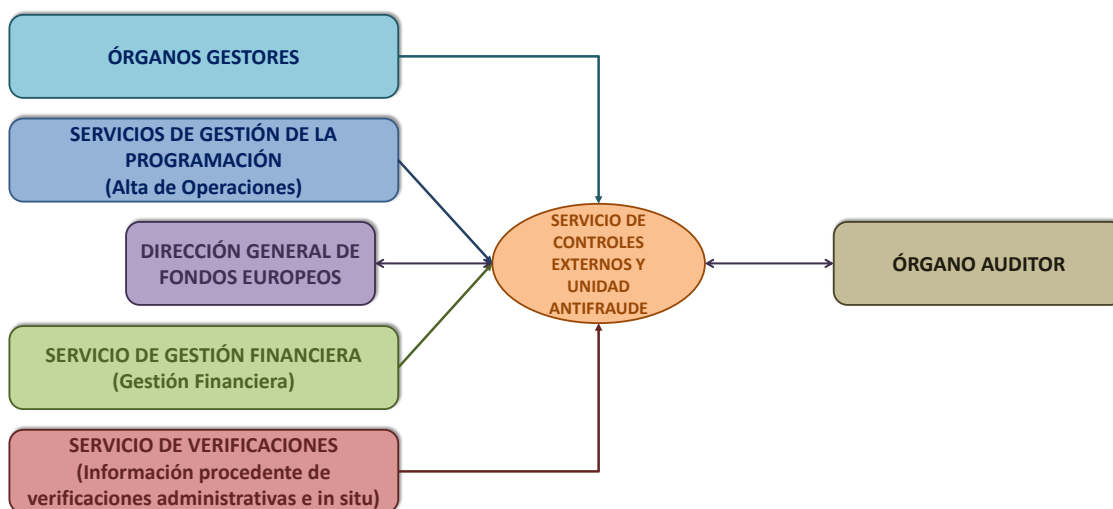 ÓRGANOS GESTORES
SERVICIOS DE GESTIÓN DE LA
PROGRAMACIÓN
(Alta de Operaciones)
DIRECCIÓN GENERAL DE
FONDOS EUROPEOS
SERVICIO DE GESTIÓN FINANCIERA
(Gestión Financiera)
SERVICIO DE VERIFICACIONES
(Información procedente de
verificaciones administrativas e in situ)
SERVICIO DE
CONTROLES
EXTERNOS Y
UNIDAD
ANTIFRAUDE
ÓRGANO AUDITOR